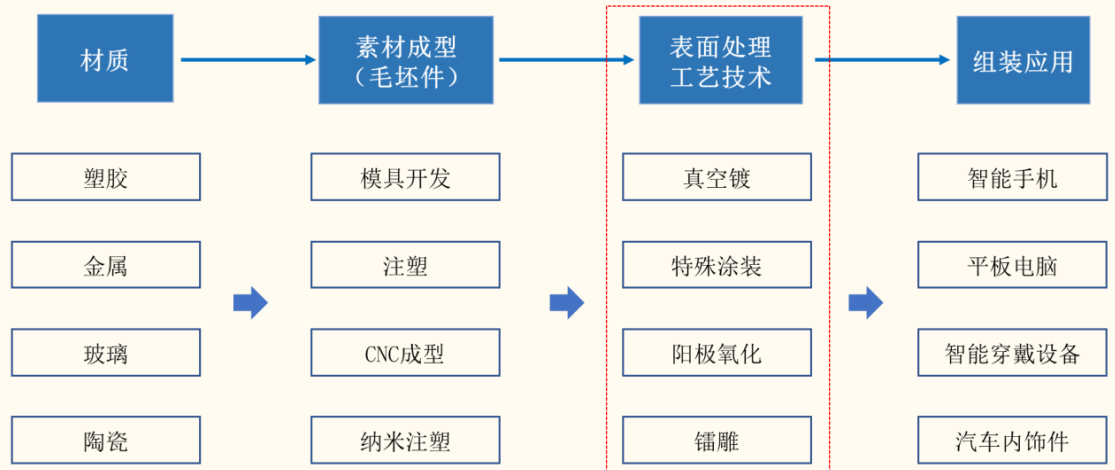 材质
素材成型
（毛坯件）
表面处理
工艺技术
组装应用
塑胶
模具开发
真空镀
智能手机
金属
注塑
特殊涂装
平板电脑
玻璃
CNC成型
阳极氧化
智能穿戴设备
陶瓷
纳米注塑
镭雕
汽车内饰件